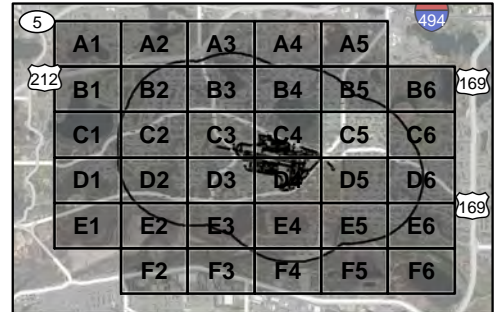 5
494
A1 A2 A3 A4 A5
212
169
B1 B2 B3 B4 B5 B6
C1 C2 C3 C4 C5 C6
D1 D2 D3 D4 D5 D6
169
E1 E2 E3 E4 E5 E6
F2 F3 F4 F5 F6